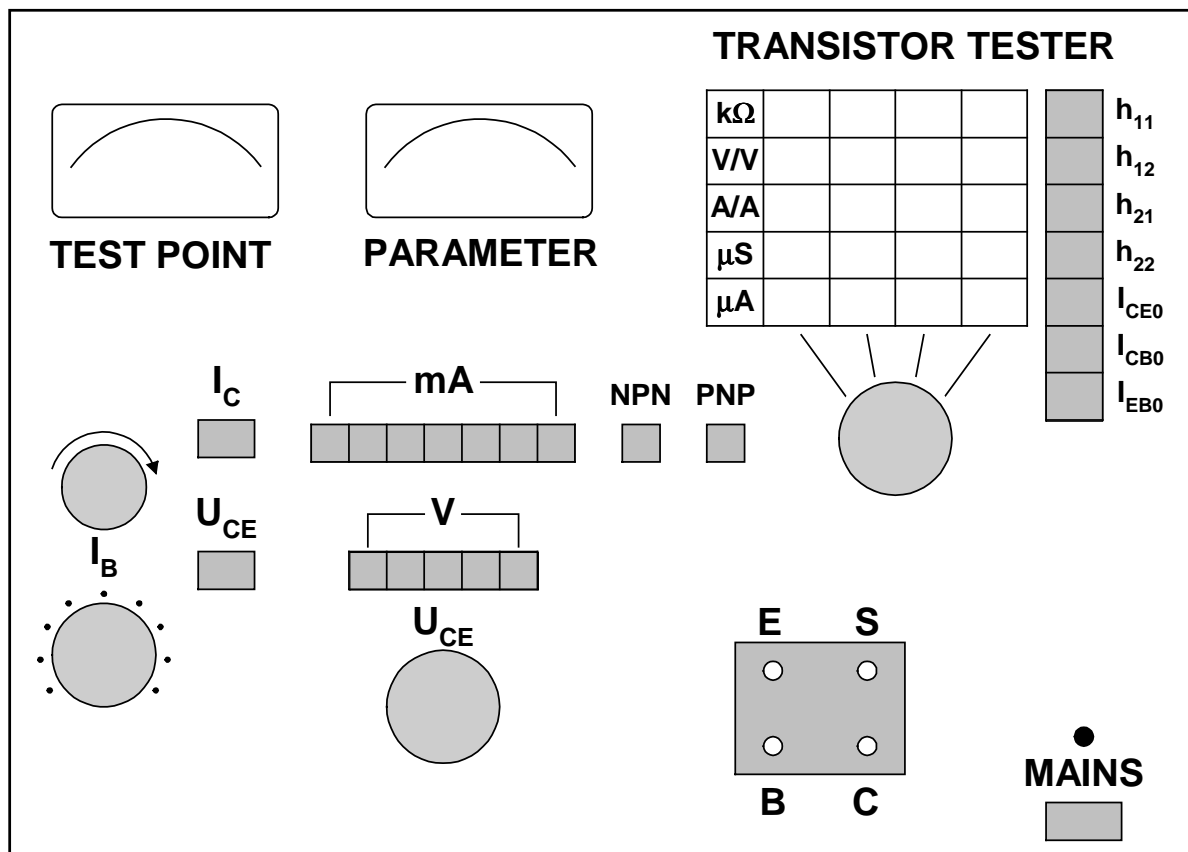 TRANSISTOR TESTER
TEST POINT
PARAMETER
kΩ
V/V
A/A
μS
μA
h11
h12
h21
h22
ICE0
ICB0
IEB0
IC
mA
NPN PNP
UCE
V
IB
UCE
E S
B C
MAINS